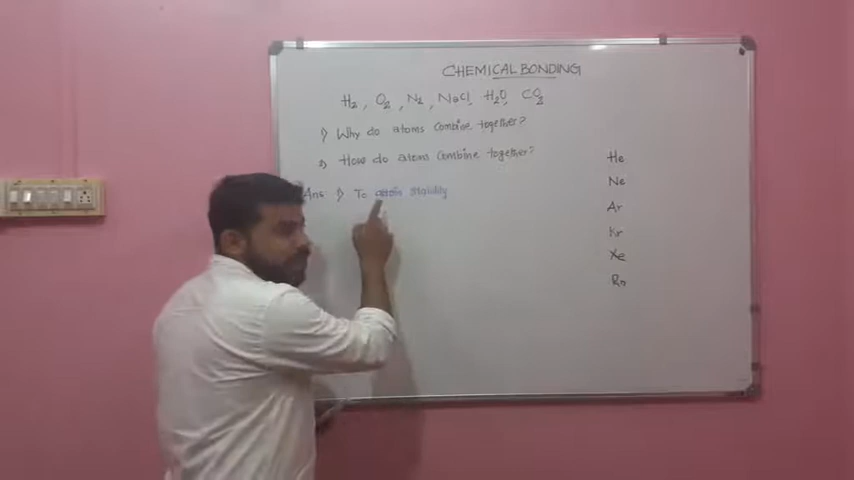 CHEMICAL BONDING
H2, O2, N2, NaCl, H2O, CO2
1) Why do atoms combine together?
2) How do atom combine together?
Ans 1) To attain stability
He
Ne
Ar
Kr
Xe
Rn